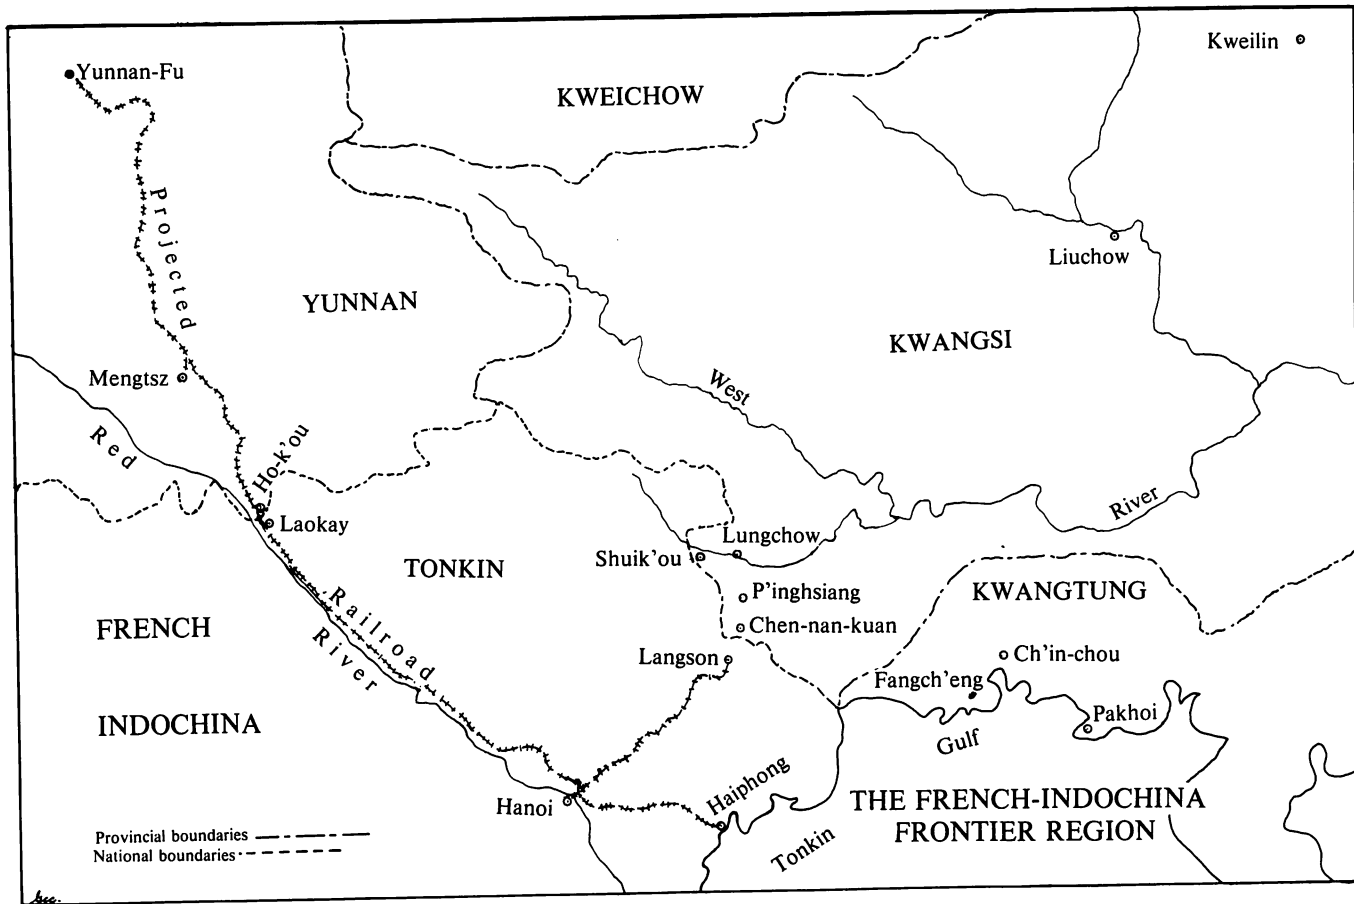 Kweilin
Yunnan-Fu
KWEICHOW
Projected
Liuchow
YUNNAN
KWANGSI
Mengtsz
West
Red
Ho-k'ou
River
Laokay
Lungchow
Shuik'ou
TONKIN
P'inghsiang
KWANGTUNG
Chen-nan-kuan
FRENCH
Railroad
River
Langson
Ch'in-chou
Fangch'eng
Pakhoi
INDOCHINA
Gulf
Haiphong
Hanoi
THE FRENCH-INDOCHINA
FRONTIER REGION
Tonkin
Provincial boundaries
National boundaries